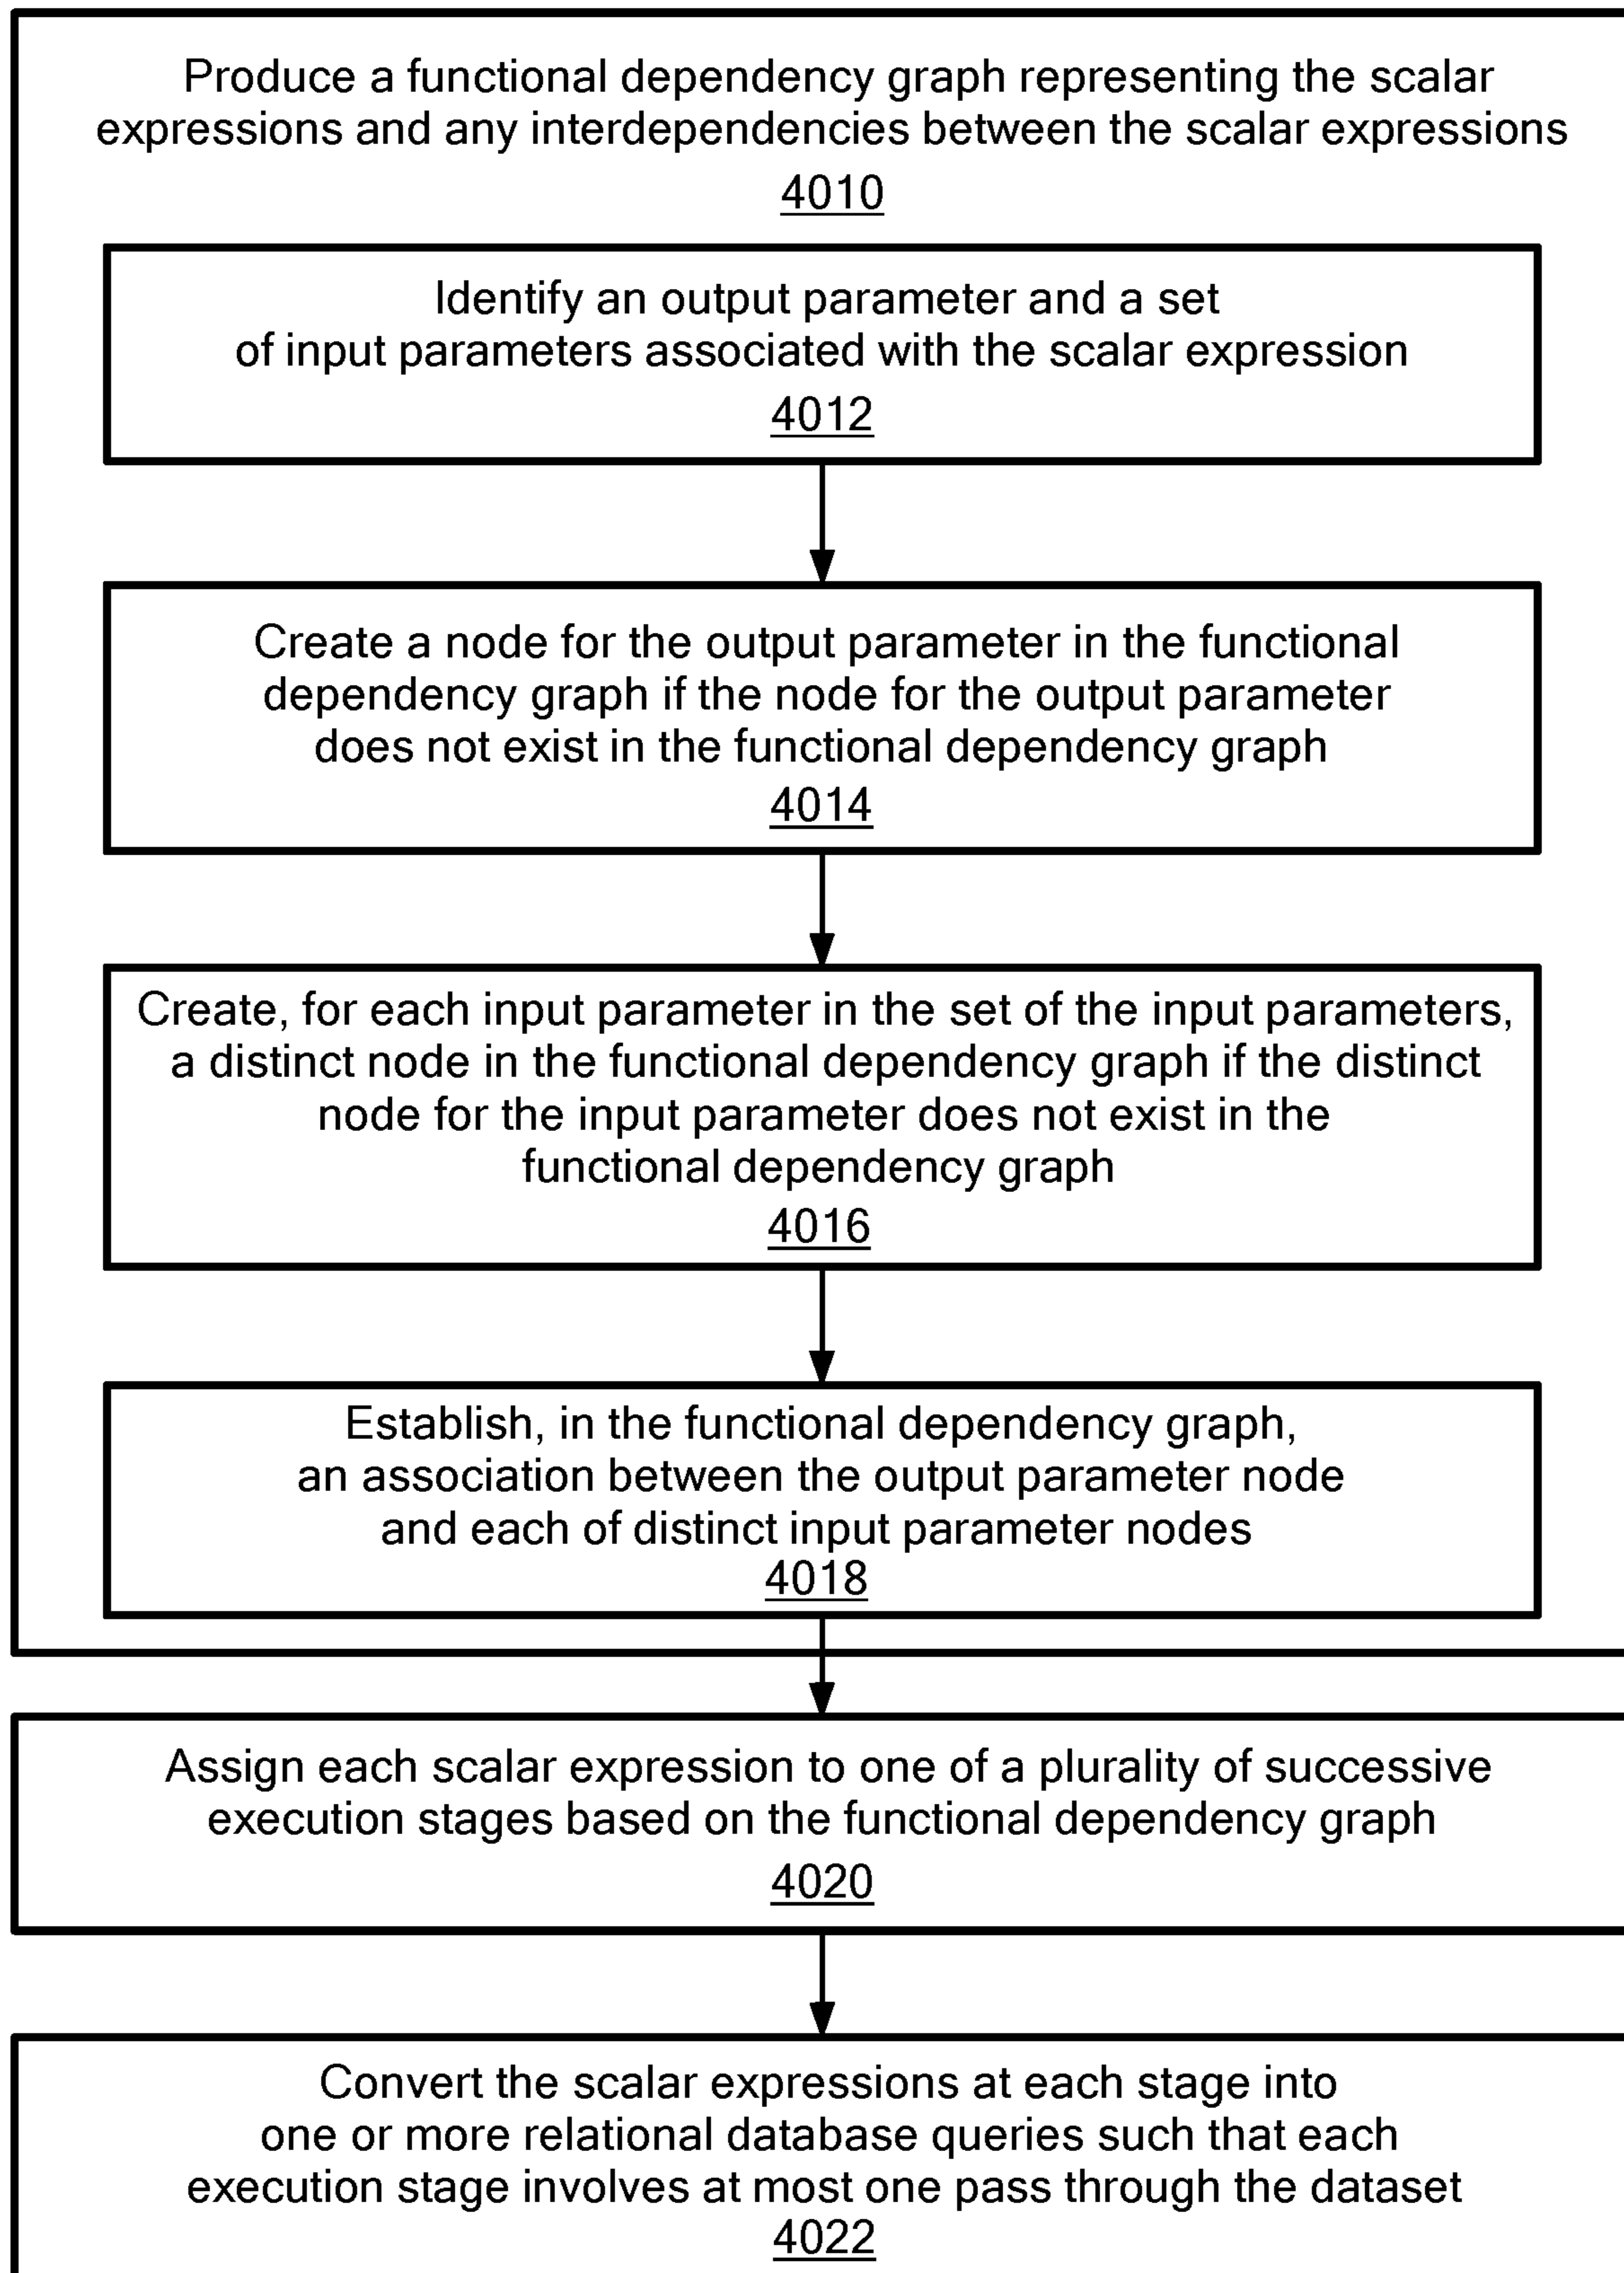 Produce a functional dependency graph representing the scalar
expressions and any interdependencies between the scalar expressions
4010
Identify an output parameter and a set
of input parameters associated with the scalar expression
4012
Create a node for the output parameter in the functional
dependency graph if the node for the output parameter
does not exist in the functional dependency graph
4014
Create, for each input parameter in the set of the input parameters,
a distinct node in the functional dependency graph if the distinct
node for the input parameter does not exist in the
functional dependency graph
4016
Establish, in the functional dependency graph,
an association between the output parameter node
and each of distinct input parameter nodes
4018
Assign each scalar expression to one of a plurality of successive
execution stages based on the functional dependency graph
4020
Convert the scalar expressions at each stage into
one or more relational database queries such that each
execution stage involves at most one pass through the dataset
4022